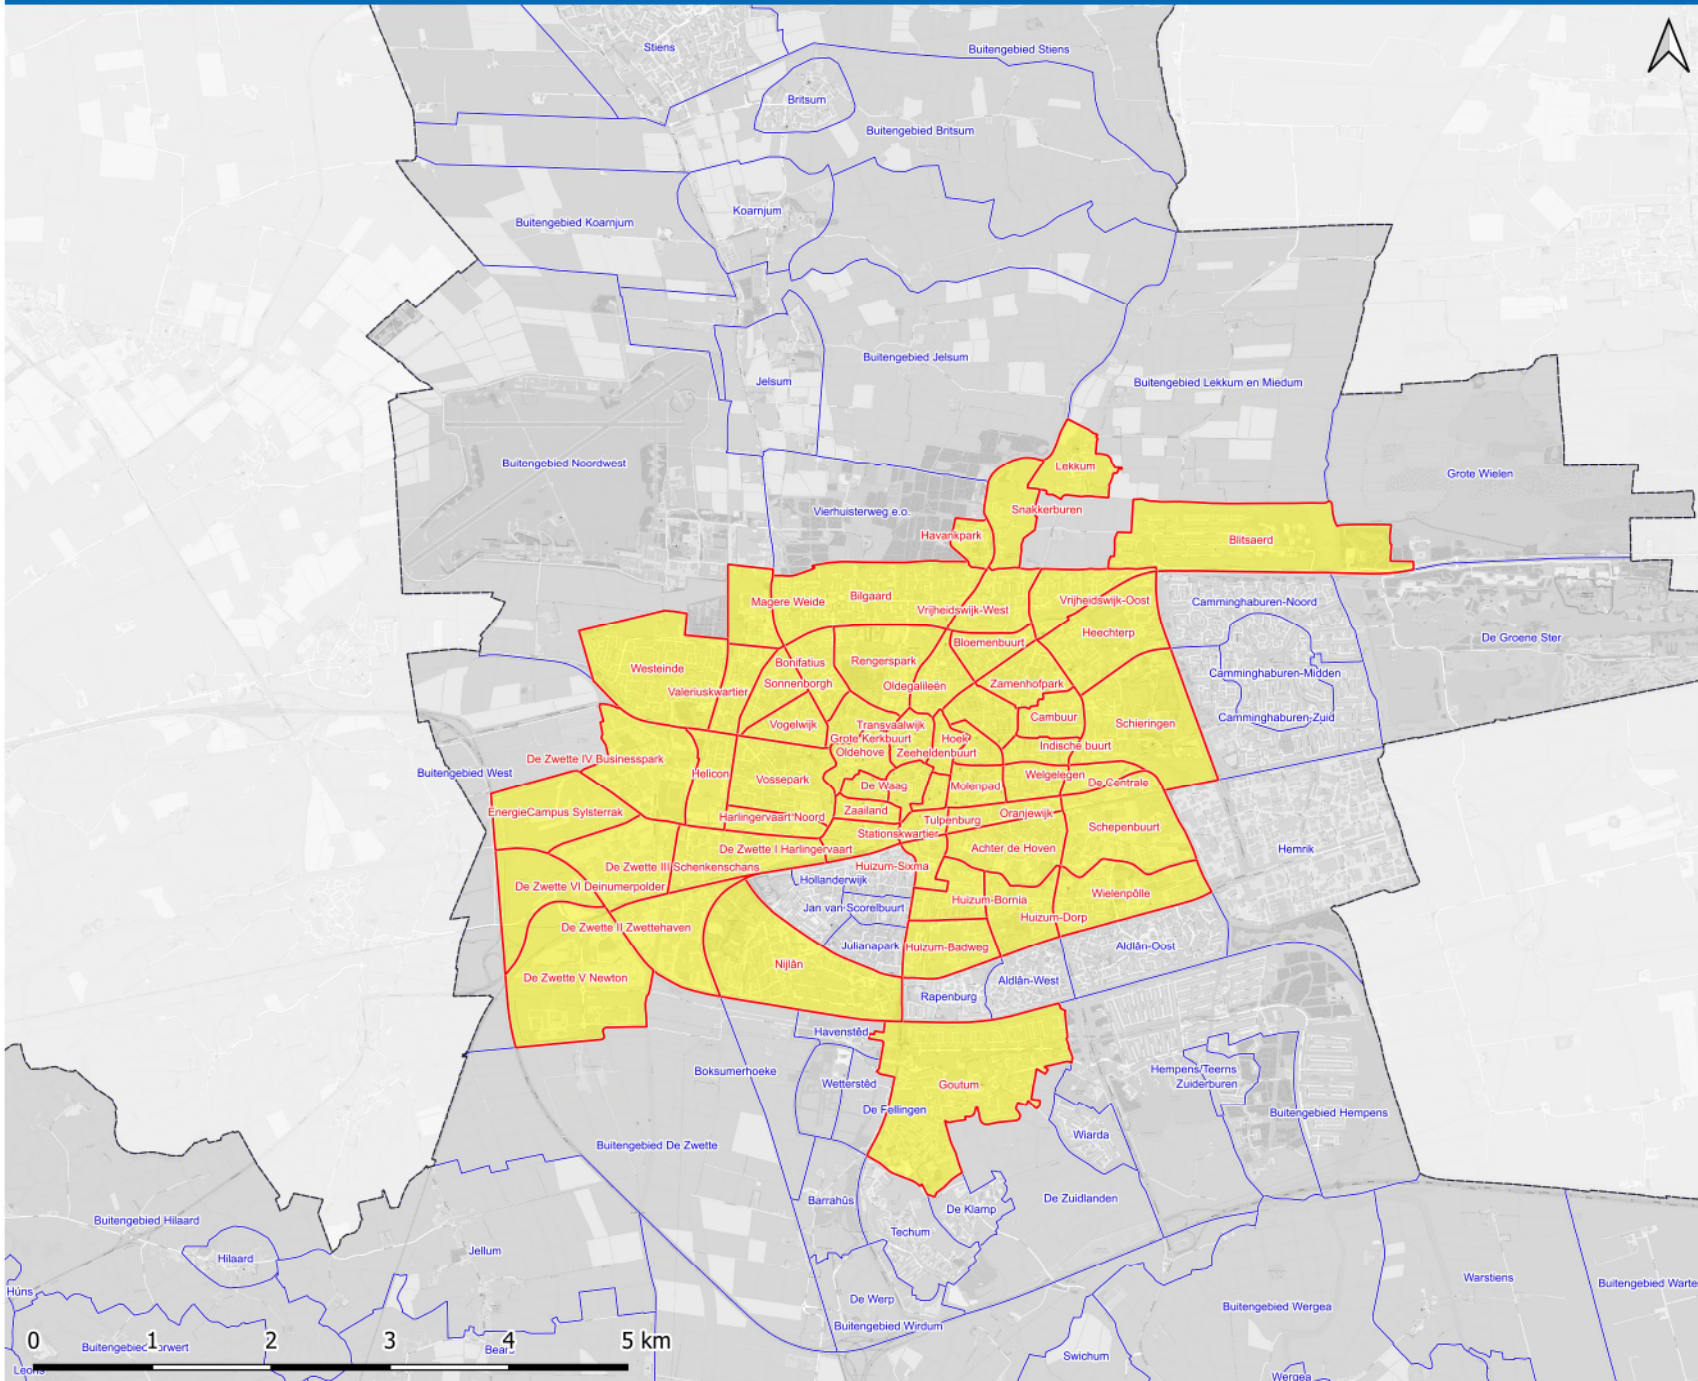 Stiens
Buitengebied Stiens
Britsum
Buitengebied Britsum
Koarnjum
Buitengebied Koarnjum
Buitengebied Jelsum
Jelsum
Buitengebied Lekkum en Miedum
Buitengebied Noordwest
Lekkum
Grote Wielen
Vierhuisterweg e.o.
Snakkerburen
Havankpark
Blitsaerd
Magere Weide
Bilgaard
Vrijheidswijk-West
Vrijheidswijk-Oost
Camminghaburen-Noord
Heechterp
De Groene Ster
Bloemenbuurt
Westeinde
Bonifatius
Rengerspark
Camminghaburen-Midden
Valeriuskwartier
Sonnenborgh
Oldegalileën
Zamenhofpark
Vogelwijk
Transvaalwijk
Cambuur
Schieringen
Camminghaburen-Zuid
Grote Kerkbuurt
Hoek
Indische buurt
Oldehove
Zeeheldenbuurt
De Zwette IV Businesspark
Buitengebied West
Helicon
Vossepark
De Waag
Molenpad
Welgelegen
De Centrale
EnergieCampus Sylsterrak
Harlingervaart Noord
Zaailand
Tulpenburg
Oranjewijk
Stationskwartier
Schepenbuurt
De Zwette I Harlingervaart
Achter de Hoven
Hemrik
De Zwette III Schenkenschans
Huizum-Sixma
De Zwette VI Deinumerpolder
Hollanderwijk
Wielenpôlle
Jan van Scorelbuurt
Huizum-Bornia
Huizum-Dorp
De Zwette II Zwettehaven
Julianapark
Huizum-Badweg
Aldlân-Oost
Nijlân
De Zwette V Newton
Aldlân-West
Rapenburg
Havenstêd
Boksumerhoeke
Wetterstêd
Goutum
Hempens/Teerns
Zuiderburen
De Fellingen
Buitengebied Hempens
Wiarda
Buitengebied De Zwette
Barrahûs
De Klamp
De Zuidlanden
Buitengebied Hilaard
Techum
Hilaard
Jellum
Warstiens
Buitengebied Warte
Húns
De Werp
Buitengebied Wergea
Buitengebied Wirdum
0 1 2 3 4 5 km
Swichum
Wergea